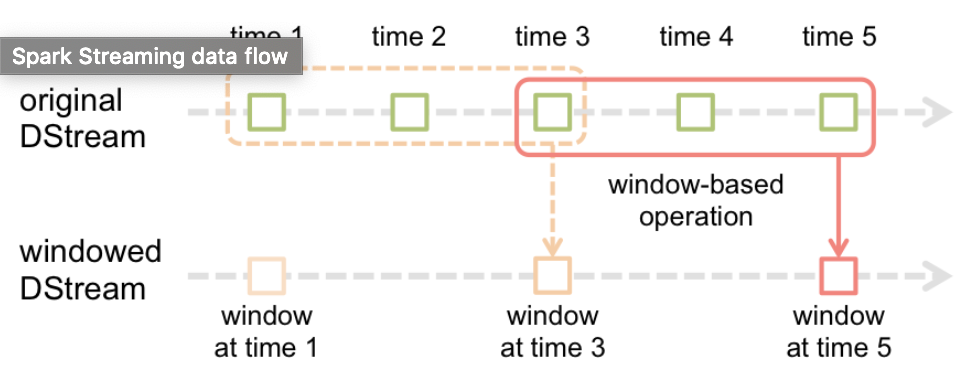 time 1 time 2 time 3 time 4 time 5
Spark Streaming data flow
original
DStream
window-based
operation
windowed
DStream
window
at time 1
window
at time 3
window
at time 5